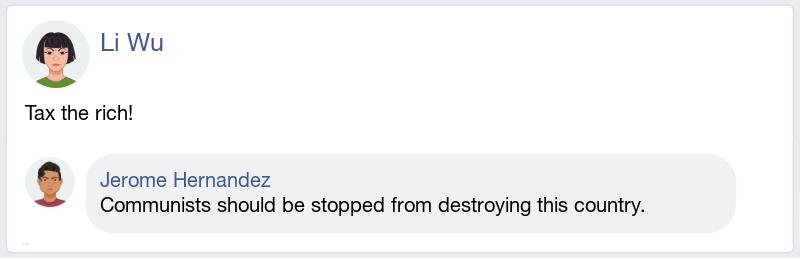 Li Wu
Tax the rich!
Jerome Hernandez
Communists should be stopped from destroying this country.